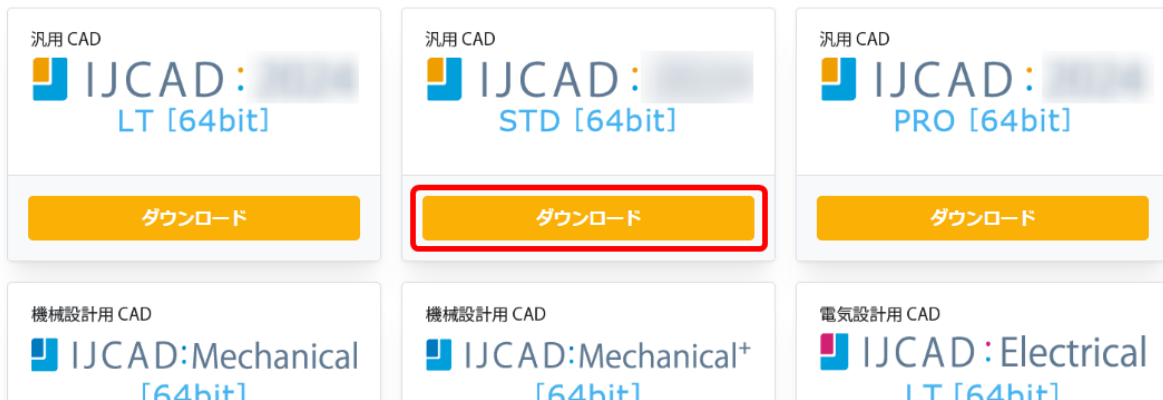 汎用 CAD
IJCAD:
LT [64bit]
ダウンロード
汎用 CAD
IJCAD:
STD [64bit]
ダウンロード
汎用 CAD
IJCAD:
PRO [64bit]
ダウンロード
機械設計用 CAD
IJCAD:Mechanical
[64bit]
機械設計用 CAD
IJCAD:Mechanical+
[64bit]
電気設計用 CAD
IJCAD:Electrical
LT [64bit]